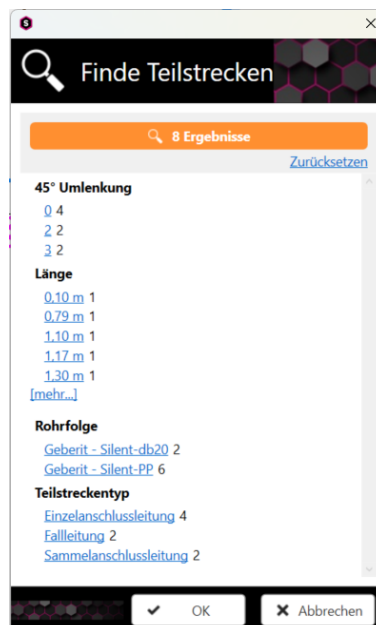 S
Finde Teilstrecken
8 Ergebnisse
Zurücksetzen
45° Umlenkung
0 4
2 2
3 2
Länge
0,10 m 1
0,79 m 1
1,10 m 1
1,17 m 1
1,30 m 1
[mehr...]
Rohrfolge
Geberit - Silent-db20 2
Geberit - Silent-PP 6
Teilstreckentyp
Einzelanschlussleitung 4
Fallleitung 2
Sammelanschlussleitung 2
OK
Abbrechen